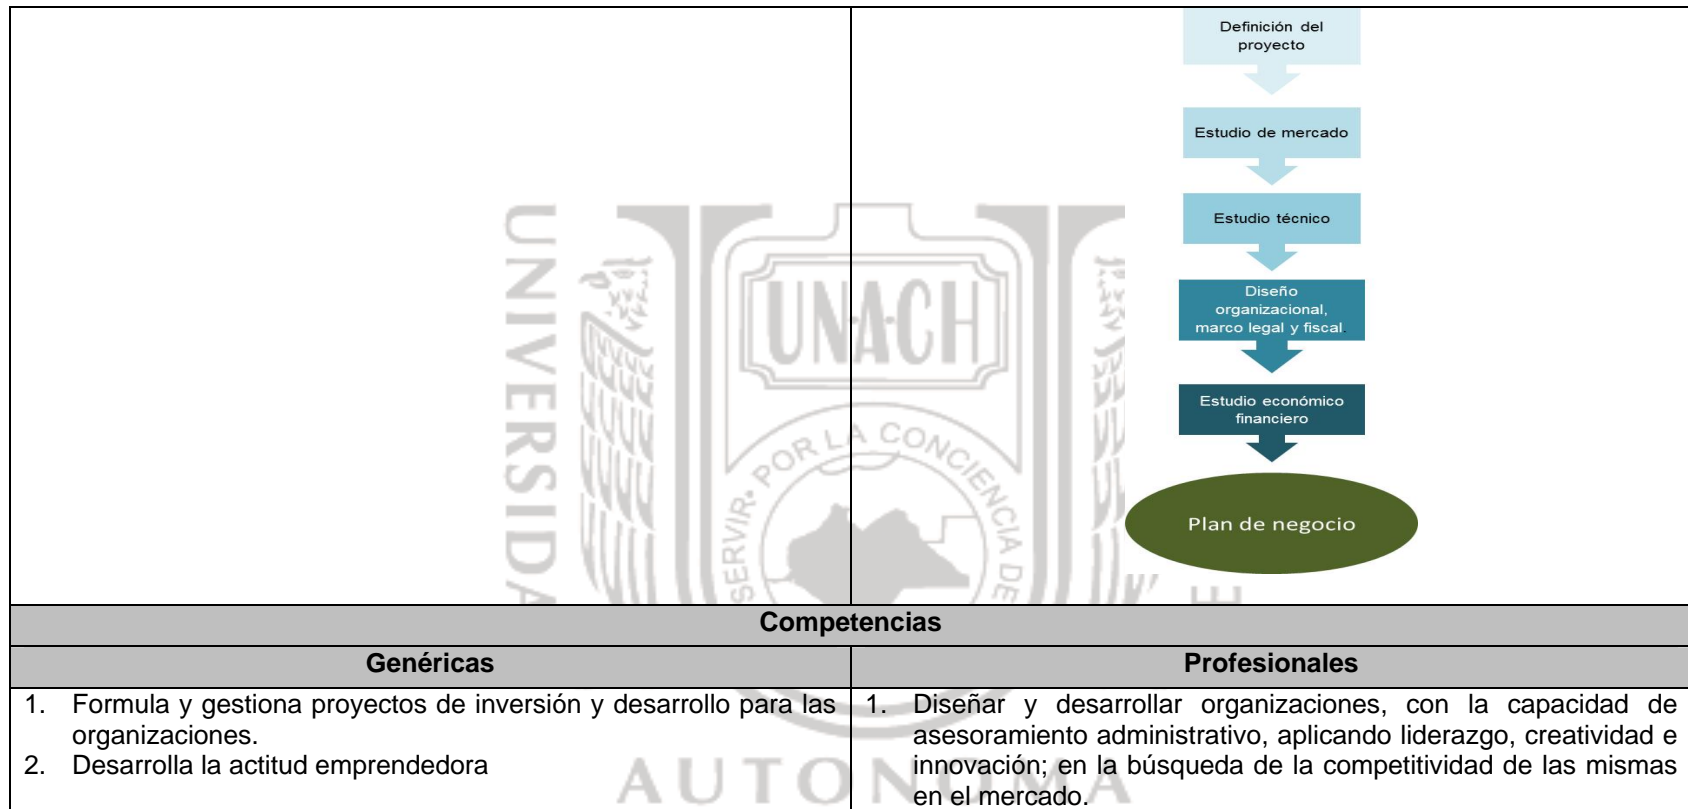 Definición del
proyecto
Estudio de mercado
Estudio técnico
Diseño
organizacional,
marco legal y fiscal.
Estudio económico
financiero
Plan de negocio
UNIVERSIDA
UNACH
SERVIR• POR LA CONCIENCIA DE
Competencias
Genéricas
Profesionales
1. Formula y gestiona proyectos de inversión y desarrollo para las
organizaciones.
2. Desarrolla la actitud emprendedora
1. Diseñar y desarrollar organizaciones, con la capacidad de
asesoramiento administrativo, aplicando liderazgo, creatividad e
innovación; en la búsqueda de la competitividad de las mismas
en el mercado.
AUTONOMA